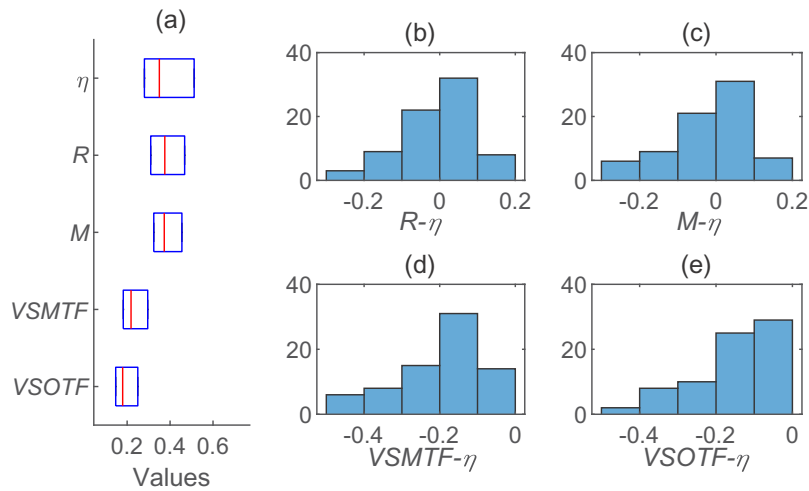 (a)
η
R
M
VSMTF
VSOTF
0.2 0.4 0.6
Values
(b)
40
20
0
-0.2 0 0.2
R-η
(c)
40
20
0
-0.2 0 0.2
M-η
(d)
40
20
0
-0.4 -0.2 0
VSMTF-η
(e)
40
20
0
-0.4 -0.2 0
VSOTF-η